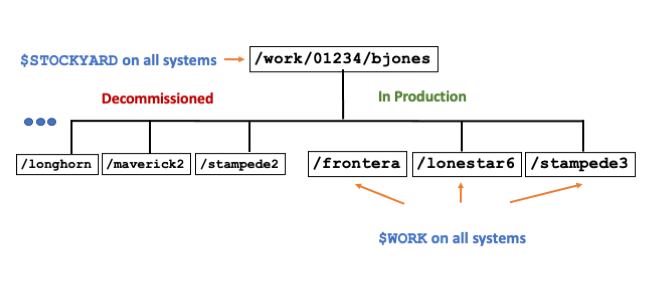 $STOCKYARD on all systems
/work/01234/bjones
Decommissioned
In Production
/longhorn
/maverick2
/stampede2
/frontera
/lonestar6
/stampede3
$WORK on all systems